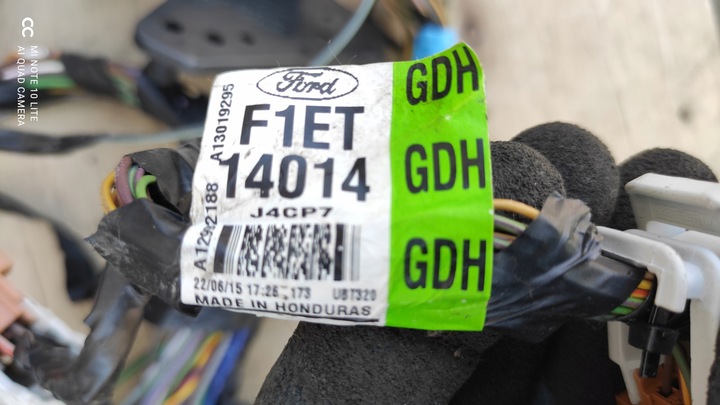 MI NOTE 10 LITE
AI QUAD CAMERA
Ford
F1ET
14014
J4CP7
A13019295
22/06/15 17:26 173 UBT320
MADE IN HONDURAS
GDH
GDH
GDH